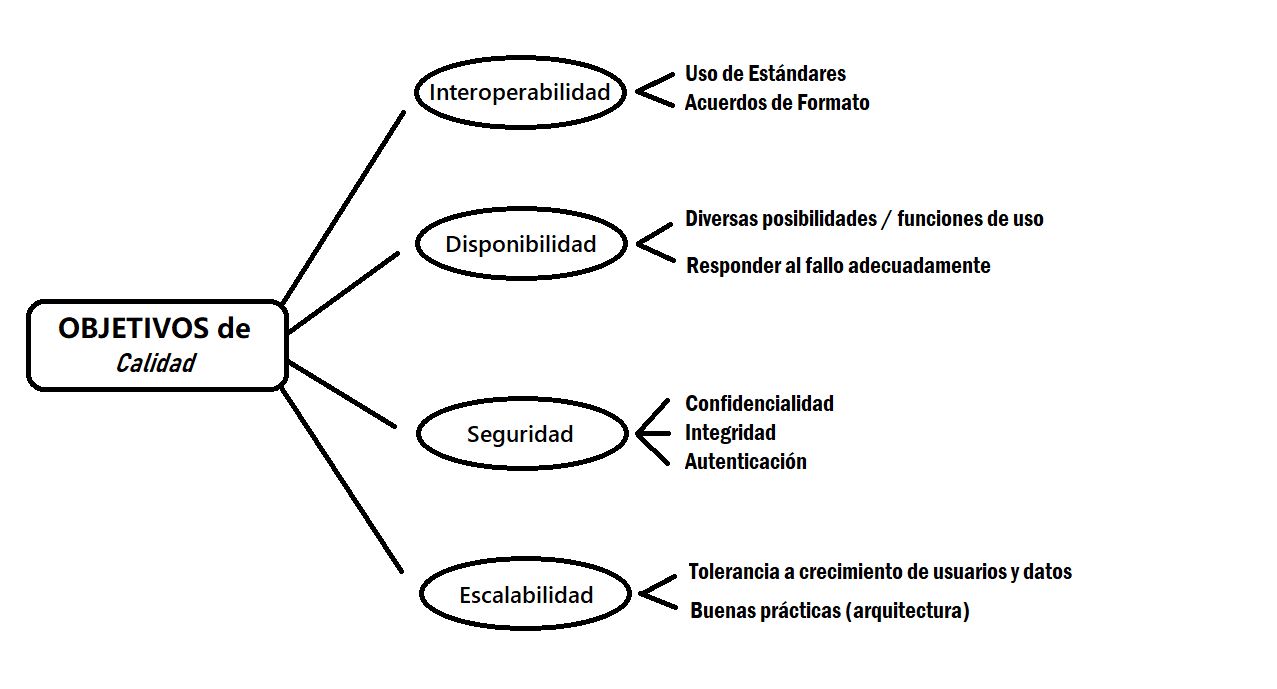 OBJETIVOS de
Calidad
Interoperabilidad
Uso de Estándares
Acuerdos de Formato
Disponibilidad
Diversas posibilidades / funciones de uso
Responder al fallo adecuadamente
Seguridad
Confidencialidad
Integridad
Autenticación
Escalabilidad
Tolerancia a crecimiento de usuarios y datos
Buenas prácticas (arquitectura)